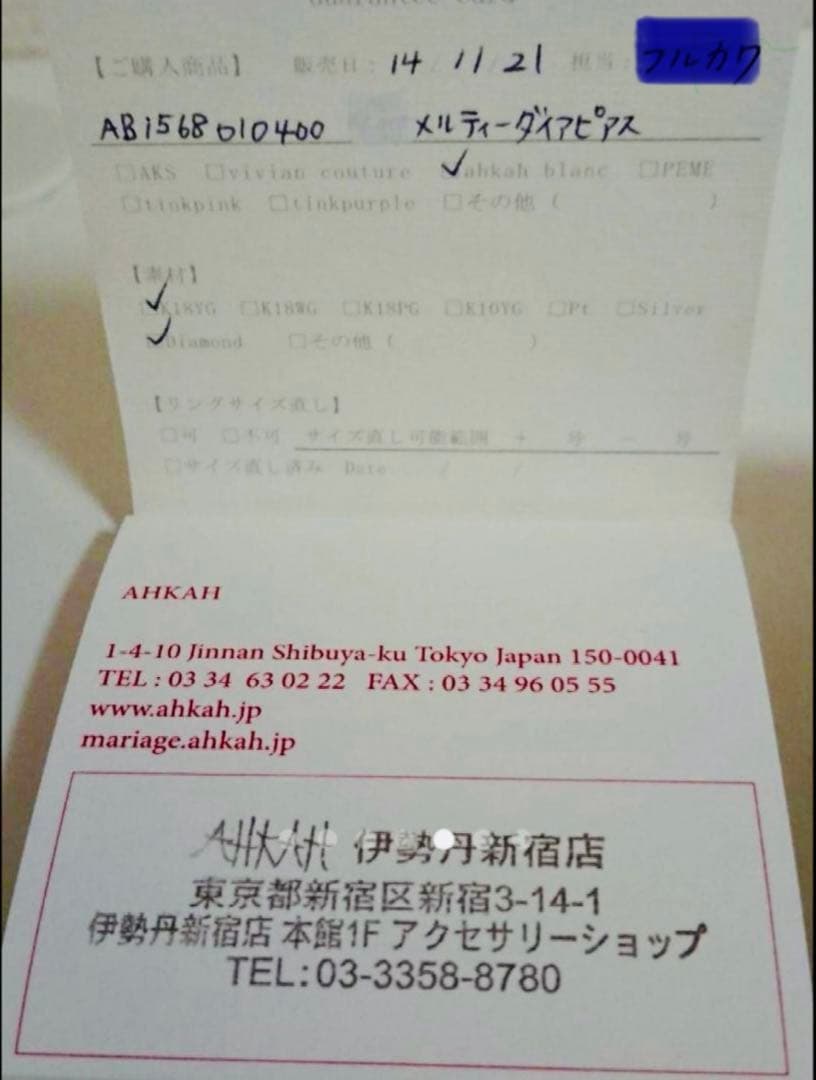 Guarantee Card
【ご購入商品】 販売日: 14 / 11 / 21 担当: フルカワ
AB1568010400 メルティーダイアピアス
□AKS □vivian couture ✓ahkah blanc □PEME
□tinkpink □tinkpurple □その他 ( )
【素材】
✓K18YG □K18WG □K18PG □K10YG □Pt □Silver
✓Diamond □その他 ( )
【リングサイズ直し】
□可 □不可 サイズ直し可能範囲 + 号 - 号
□サイズ直し済み Date / /
AHKAH
1-4-10 Jinnan Shibuya-ku Tokyo Japan 150-0041
TEL : 03 34 63 02 22 FAX : 03 34 96 05 55
www.ahkah.jp
mariage.ahkah.jp
AHKAH 伊勢丹新宿店
東京都新宿区新宿3-14-1
伊勢丹新宿店 本館1F アクセサリーショップ
TEL:03-3358-8780